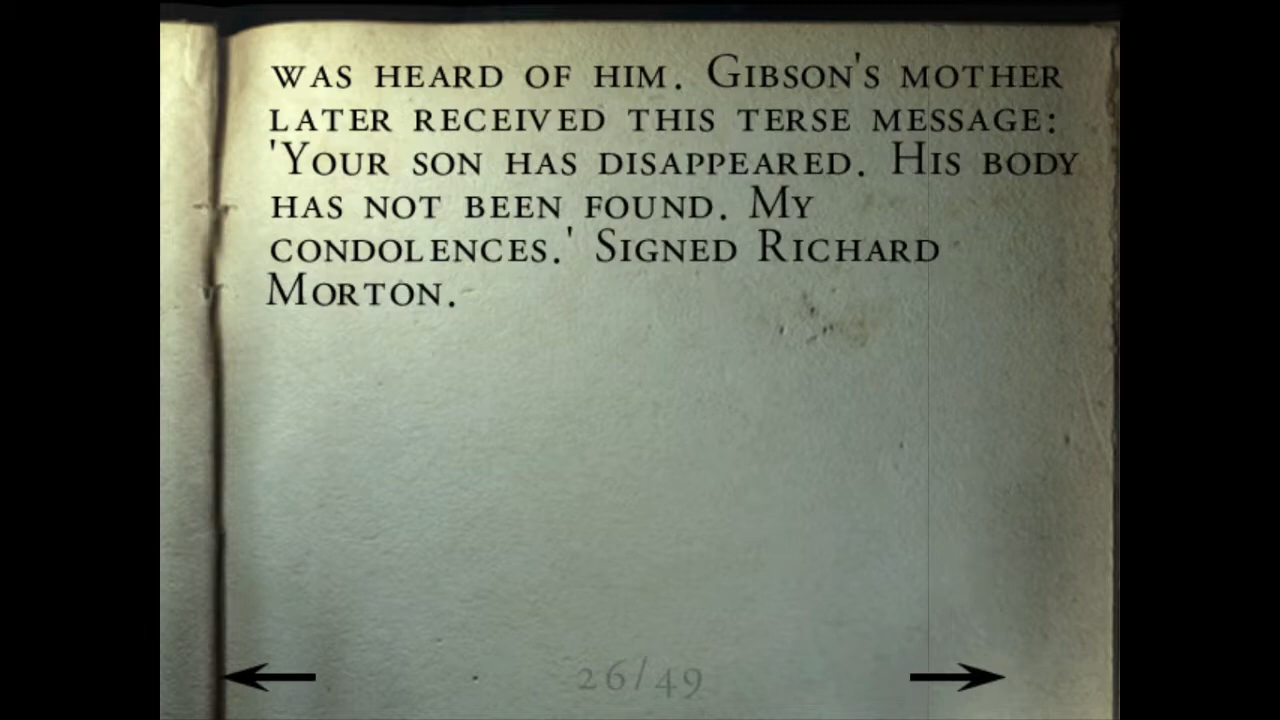 was heard of him. Gibson's mother
later received this terse message:
'Your son has disappeared. His body
has not been found. My
condolences.' Signed Richard
Morton.
26/49